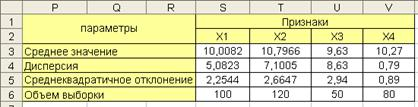 P Q R S T U V
1 параметры Признаки
2 X1 X2 X3 X4
3 Среднее значение 10,0082 10,7966 9,63 10,27
4 Дисперсия 5,0823 7,1005 8,63 0,79
5 Среднеквадратичное отклонение 2,2544 2,6647 2,94 0,89
6 Объем выборки 100 120 50 80